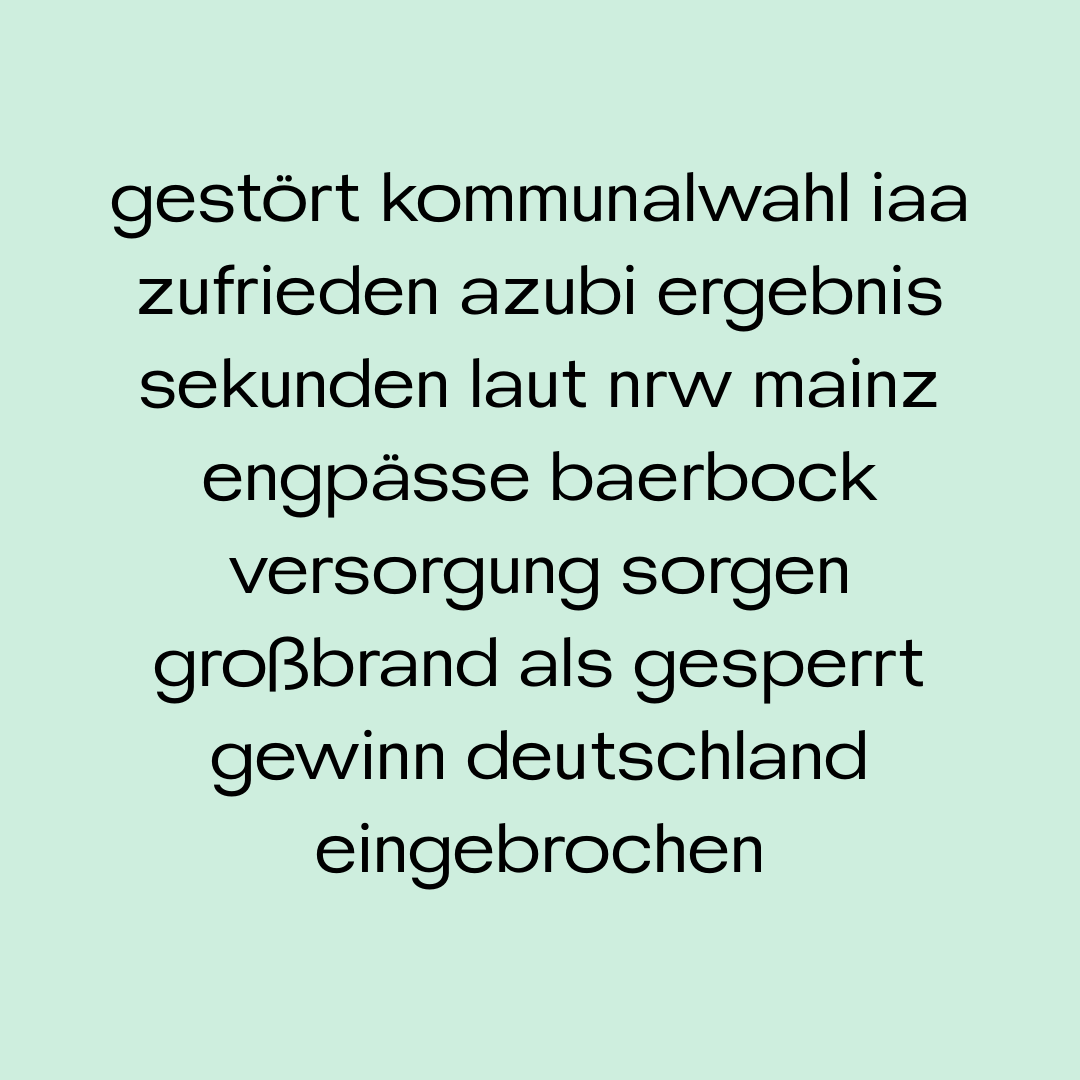 gestört kommunalwahl iaa
zufrieden azubi ergebnis
sekunden laut nrw mainz
engpässe baerbock
versorgung sorgen
großbrand als gesperrt
gewinn deutschland
eingebrochen